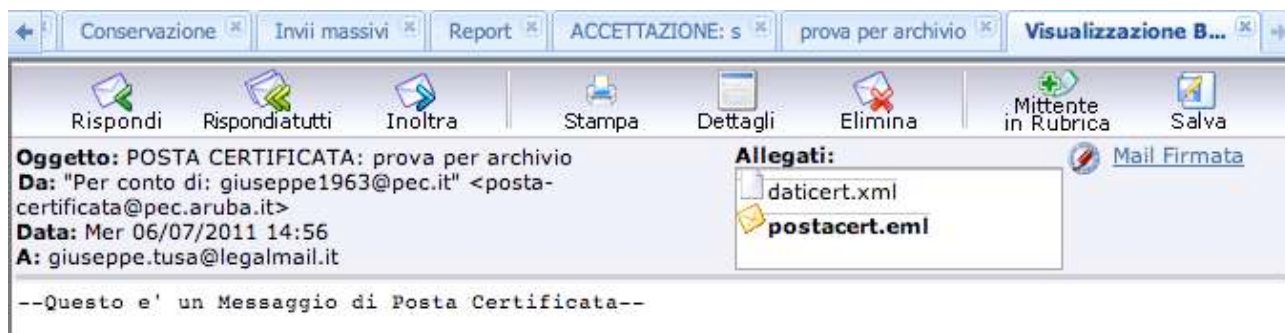 Conservazione Invii massivi Report ACCETTAZIONE: s prova per archivio Visualizzazione B...
Rispondi Rispondiatutti Inoltra Stampa Dettagli Elimina Mittente in Rubrica Salva
Oggetto: POSTA CERTIFICATA: prova per archivio
Da: "Per conto di: giuseppe1963@pec.it" <posta-
certificata@pec.aruba.it>
Data: Mer 06/07/2011 14:56
A: giuseppe.tusa@legalmail.it
Allegati:
daticert.xml
postacert.eml
Mail Firmata
--Questo e' un Messaggio di Posta Certificata--